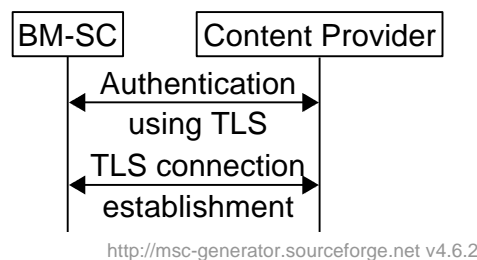 BM-SC
Content Provider
Authentication
using TLS
TLS connection
establishment
http://msc-generator.sourceforge.net v4.6.2